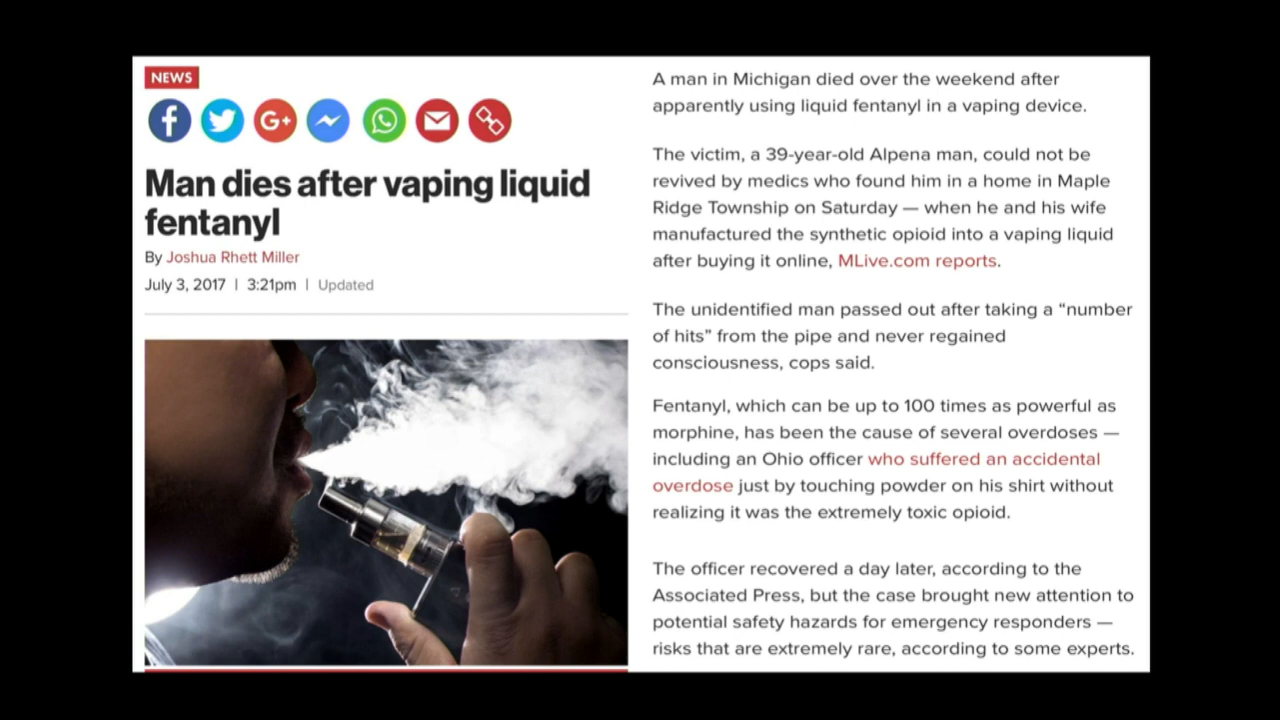 NEWS
Man dies after vaping liquid
fentanyl
By Joshua Rhett Miller
July 3, 2017 | 3:21pm | Updated
A man in Michigan died over the weekend after
apparently using liquid fentanyl in a vaping device.
The victim, a 39-year-old Alpena man, could not be
revived by medics who found him in a home in Maple
Ridge Township on Saturday — when he and his wife
manufactured the synthetic opioid into a vaping liquid
after buying it online, MLive.com reports.
The unidentified man passed out after taking a “number
of hits” from the pipe and never regained
consciousness, cops said.
Fentanyl, which can be up to 100 times as powerful as
morphine, has been the cause of several overdoses —
including an Ohio officer who suffered an accidental
overdose just by touching powder on his shirt without
realizing it was the extremely toxic opioid.
The officer recovered a day later, according to the
Associated Press, but the case brought new attention to
potential safety hazards for emergency responders —
risks that are extremely rare, according to some experts.